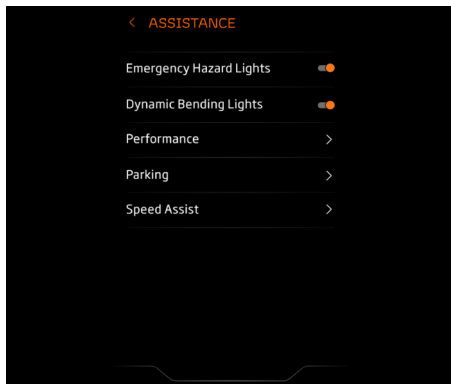 ASSISTANCE
Emergency Hazard Lights
Dynamic Bending Lights
Performance
Parking
Speed Assist